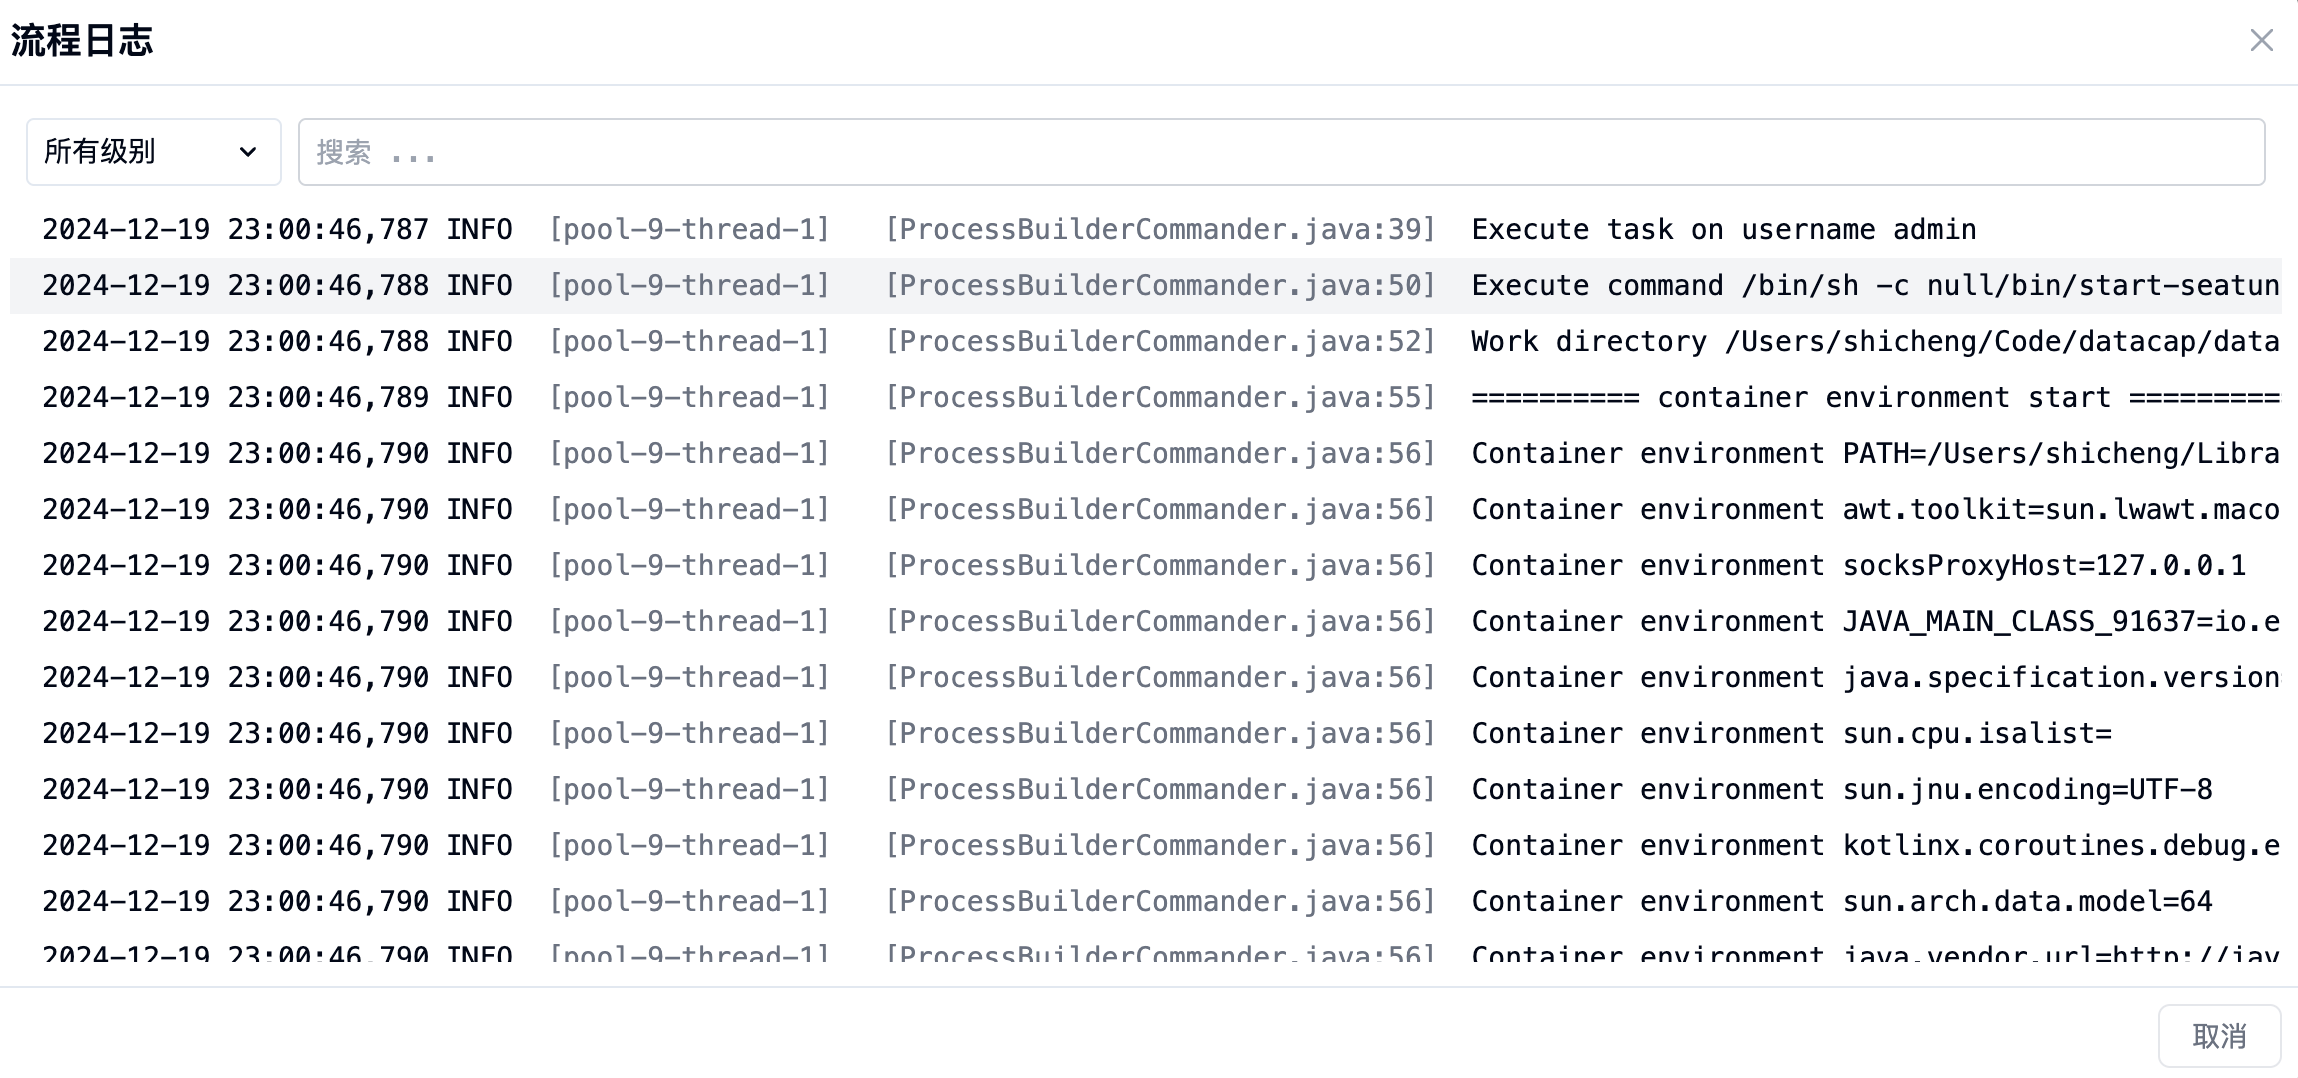 流程日志
所有级别 搜索 ...
2024-12-19 23:00:46,787 INFO [pool-9-thread-1] [ProcessBuilderCommander.java:39] Execute task on username admin
2024-12-19 23:00:46,788 INFO [pool-9-thread-1] [ProcessBuilderCommander.java:50] Execute command /bin/sh -c null/bin/start-seatun
2024-12-19 23:00:46,788 INFO [pool-9-thread-1] [ProcessBuilderCommander.java:52] Work directory /Users/shicheng/Code/datacap/data
2024-12-19 23:00:46,789 INFO [pool-9-thread-1] [ProcessBuilderCommander.java:55] ========== container environment start =========
2024-12-19 23:00:46,790 INFO [pool-9-thread-1] [ProcessBuilderCommander.java:56] Container environment PATH=/Users/shicheng/Libra
2024-12-19 23:00:46,790 INFO [pool-9-thread-1] [ProcessBuilderCommander.java:56] Container environment awt.toolkit=sun.lwawt.maco
2024-12-19 23:00:46,790 INFO [pool-9-thread-1] [ProcessBuilderCommander.java:56] Container environment socksProxyHost=127.0.0.1
2024-12-19 23:00:46,790 INFO [pool-9-thread-1] [ProcessBuilderCommander.java:56] Container environment JAVA_MAIN_CLASS_91637=io.e
2024-12-19 23:00:46,790 INFO [pool-9-thread-1] [ProcessBuilderCommander.java:56] Container environment java.specification.version
2024-12-19 23:00:46,790 INFO [pool-9-thread-1] [ProcessBuilderCommander.java:56] Container environment sun.cpu.isalist=
2024-12-19 23:00:46,790 INFO [pool-9-thread-1] [ProcessBuilderCommander.java:56] Container environment sun.jnu.encoding=UTF-8
2024-12-19 23:00:46,790 INFO [pool-9-thread-1] [ProcessBuilderCommander.java:56] Container environment kotlinx.coroutines.debug.e
2024-12-19 23:00:46,790 INFO [pool-9-thread-1] [ProcessBuilderCommander.java:56] Container environment sun.arch.data.model=64
2024-12-19 23:00:46,790 INFO [pool-9-thread-1] [ProcessBuilderCommander.java:56] Container environment java.vendor.url=http://jav
取消